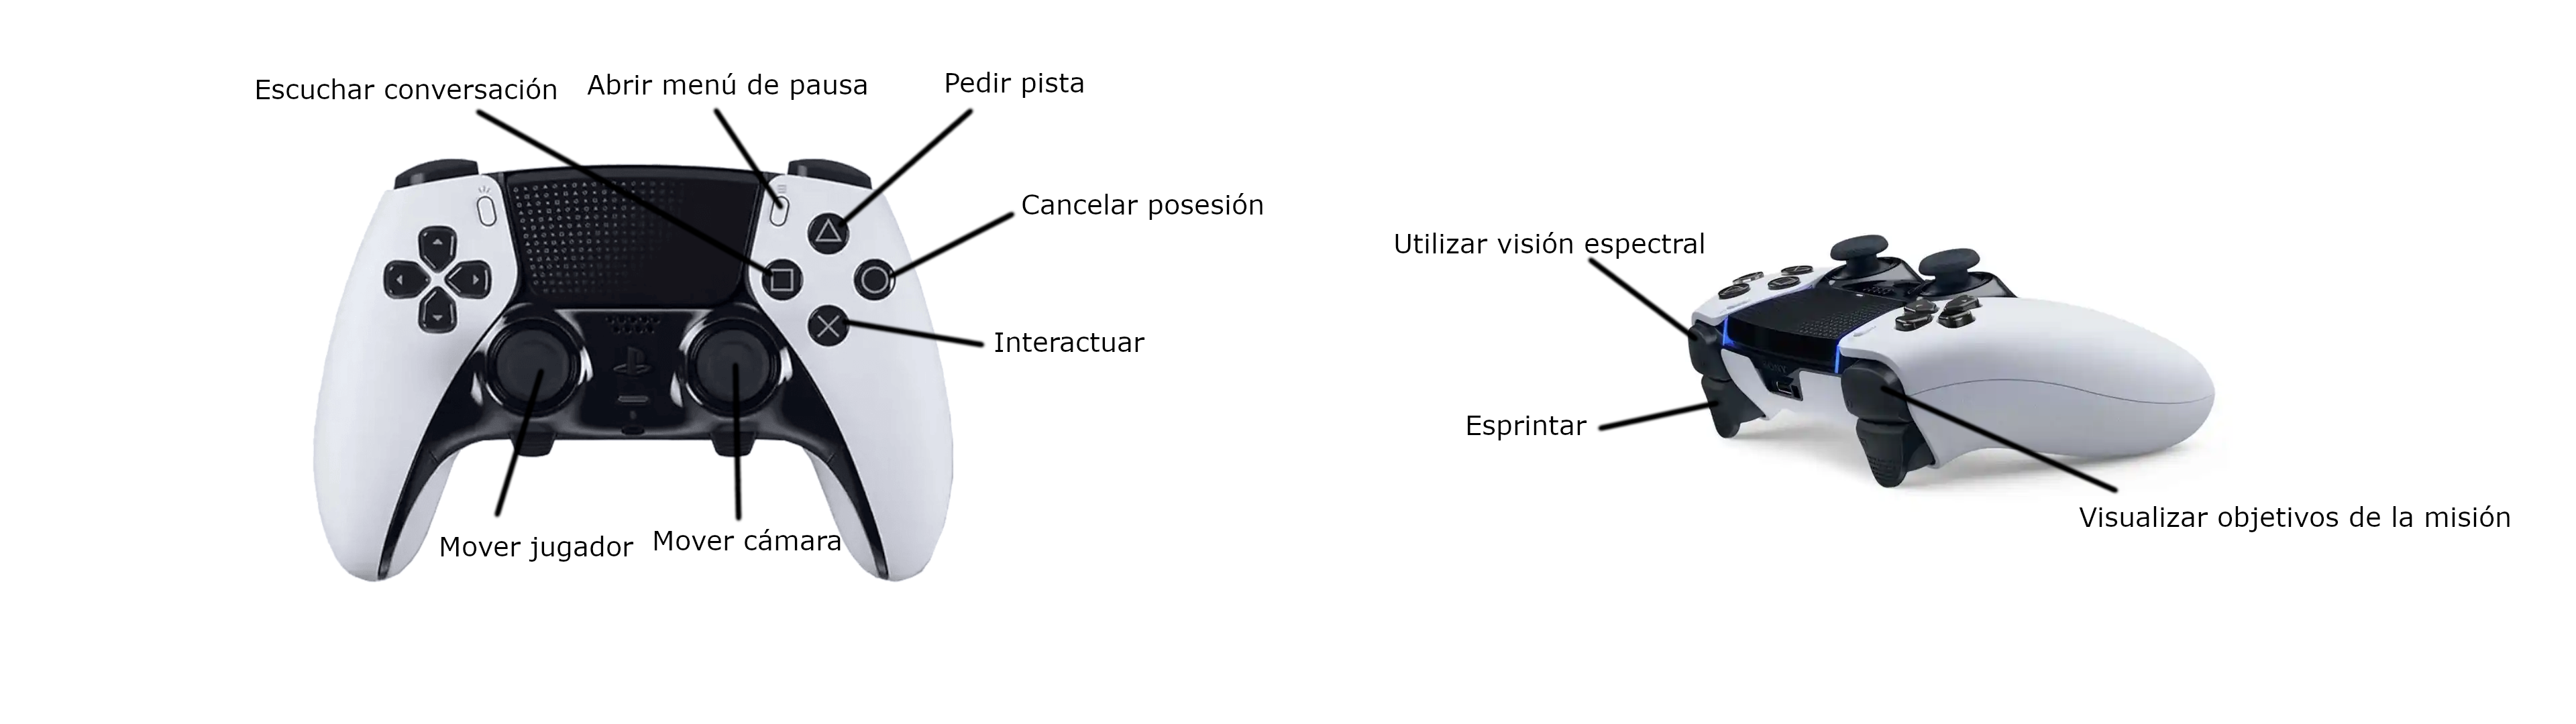 Escuchar conversación
Abrir menú de pausa
Pedir pista
Cancelar posesión
Interactuar
Mover jugador
Mover cámara
Utilizar visión espectral
Esprintar
Visualizar objetivos de la misión